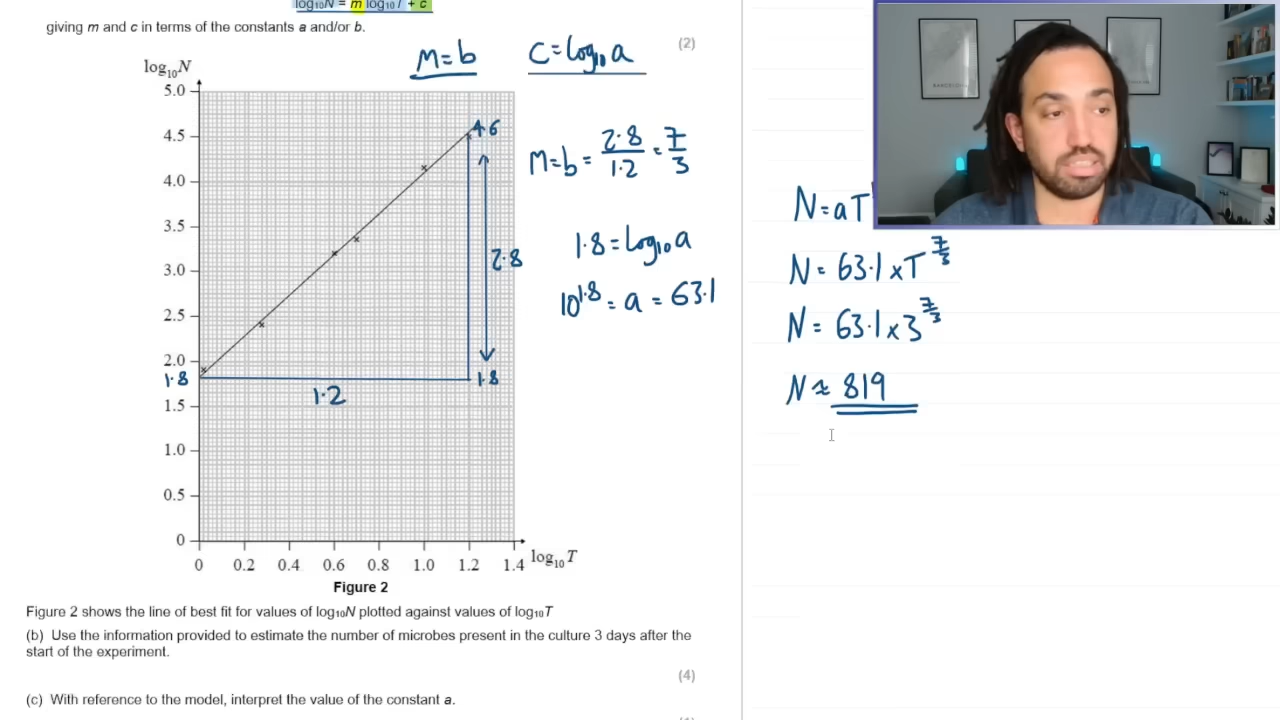 log₁₀N = m log₁₀T + c
giving m and c in terms of the constants a and/or b.
(2)
M=b
C=log₁₀a
log₁₀N
5.0
4.5
4.0
3.5
3.0
2.5
2.0
1.5
1.0
0.5
0
4.6
2.8
1.8
1.8
1.2
0 0.2 0.4 0.6 0.8 1.0 1.2 1.4 log₁₀T
Figure 2
M=b = 2.8/1.2 = 7/3
1.8 = log₁₀a
10^1.8 = a = 63.1
N=aT
N = 63.1 × T^7/3
N = 63.1 × 3^7/3
N ≈ 819
Figure 2 shows the line of best fit for values of log₁₀N plotted against values of log₁₀T
(b) Use the information provided to estimate the number of microbes present in the culture 3 days after the
start of the experiment.
(4)
(c) With reference to the model, interpret the value of the constant a.